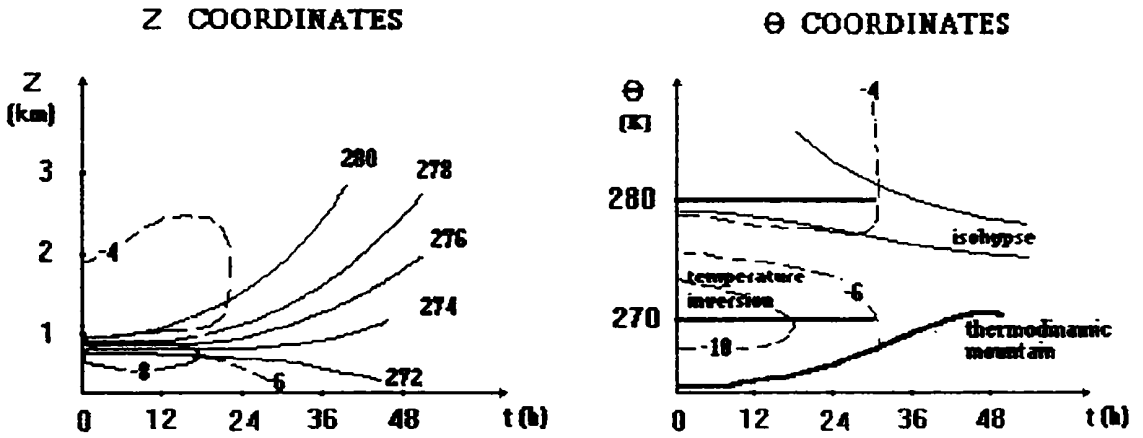 Z COORDINATES
Z
(km)
3
2
1
-4
280
278
276
274
272
-8
-6
0
12
24
36
48
t (h)
Θ COORDINATES
Θ
(K)
280
270
-4
isohypse
temperature
inversion
-6
-10
thermodinamic
mountain
0
12
24
36
48
t (h)